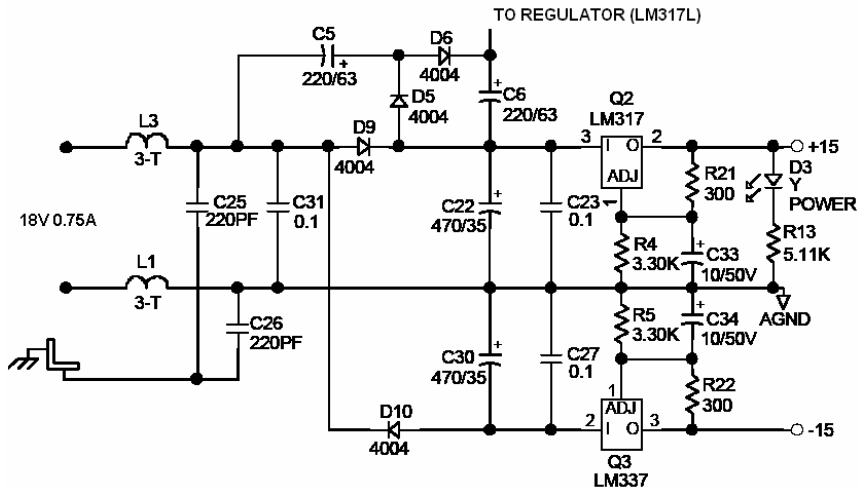 TO REGULATOR (LM317L)
C5
+
220/63
D6
4004
D5
4004
+
C6
220/63
Q2
LM317
L3
3-T
D9
4004
3
I
O
2
ADJ
1
+15
R21
300
D3
Y
POWER
18V 0.75A
C25
220PF
C31
0.1
+
C22
470/35
C23
0.1
R4
3.30K
+
C33
10/50V
R13
5.11K
L1
3-T
AGND
C26
220PF
+
C30
470/35
C27
0.1
R5
3.30K
+
C34
10/50V
R22
300
D10
4004
1
ADJ
2
I
O
3
-15
Q3
LM337